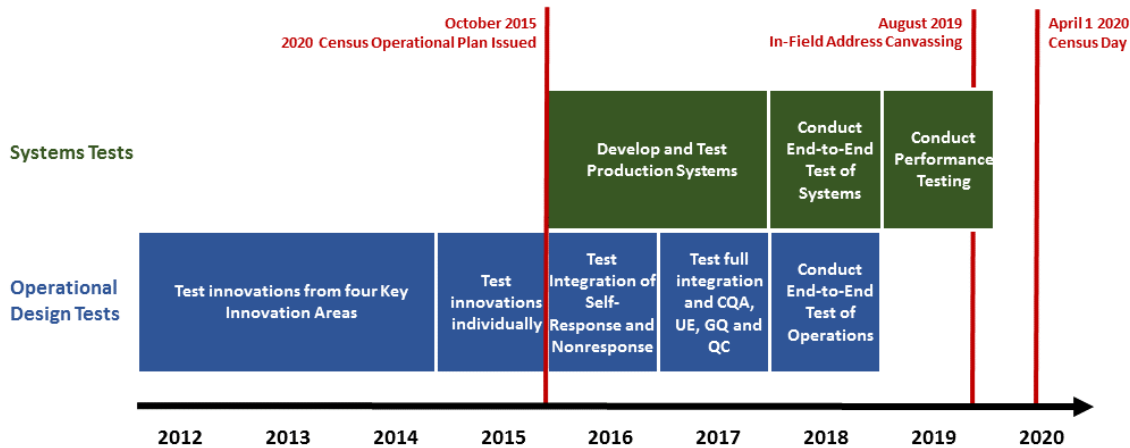 October 2015
2020 Census Operational Plan Issued
August 2019
In-Field Address Canvassing
April 1 2020
Census Day
Systems Tests
Develop and Test
Production Systems
Conduct
End-to-End
Test of
Systems
Conduct
Performance
Testing
Operational
Design Tests
Test innovations from four Key
Innovation Areas
Test
innovations
individually
Test
Integration of
Self-
Response and
Nonresponse
Test full
integration
and CQA,
UE, GQ and
QC
Conduct
End-to-End
Test of
Operations
2012 2013 2014 2015 2016 2017 2018 2019 2020